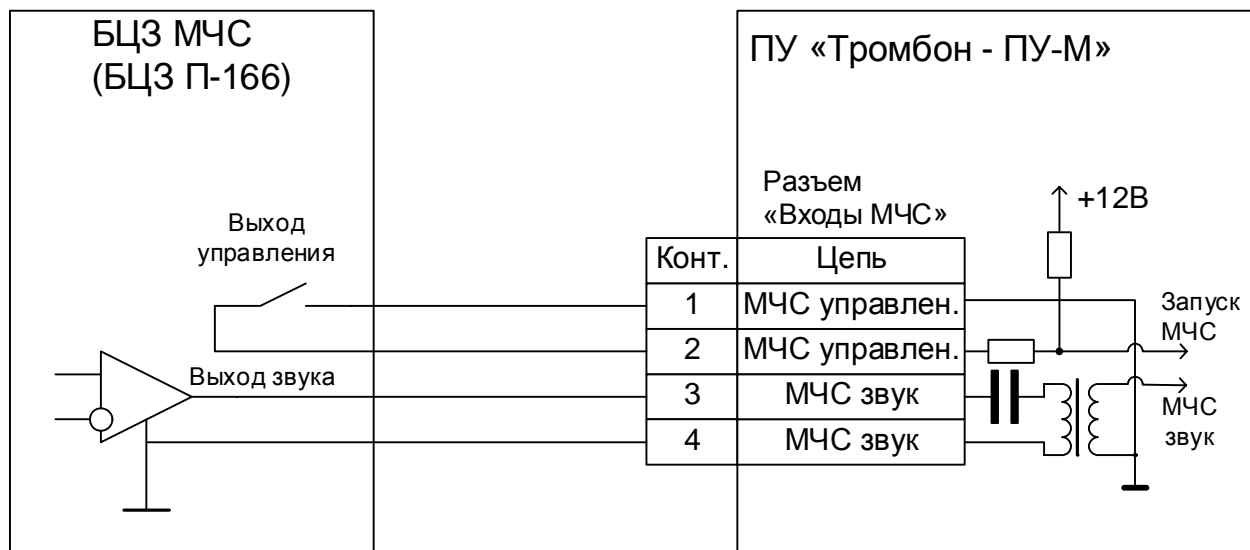 БЦЗ МЧС
(БЦЗ П-166)
ПУ «Тромбон - ПУ-М»
Разъем
«Входы МЧС»
+12В
Выход
управления
Конт. Цепь
1 МЧС управлен.
2 МЧС управлен.
3 МЧС звук
4 МЧС звук
Запуск
МЧС
Выход звука
МЧС
звук